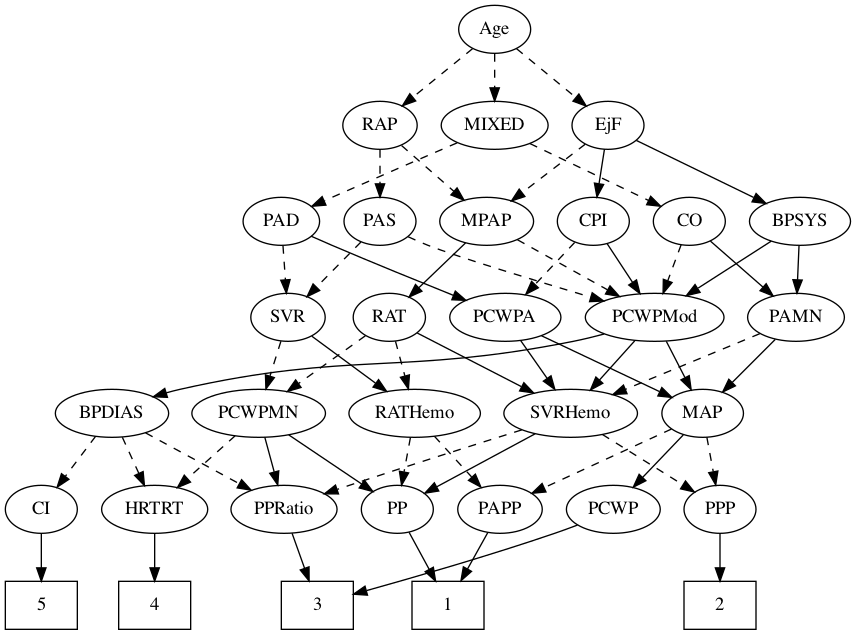 Age
RAP MIXED EjF
PAD PAS MPAP CPI CO BPSYS
SVR RAT PCWPA PCWPMod PAMN
BPDIAS PCWPMN RATHemo SVRHemo MAP
CI HRTRT PPRatio PP PAPP PCWP PPP
5 4 3 1 2